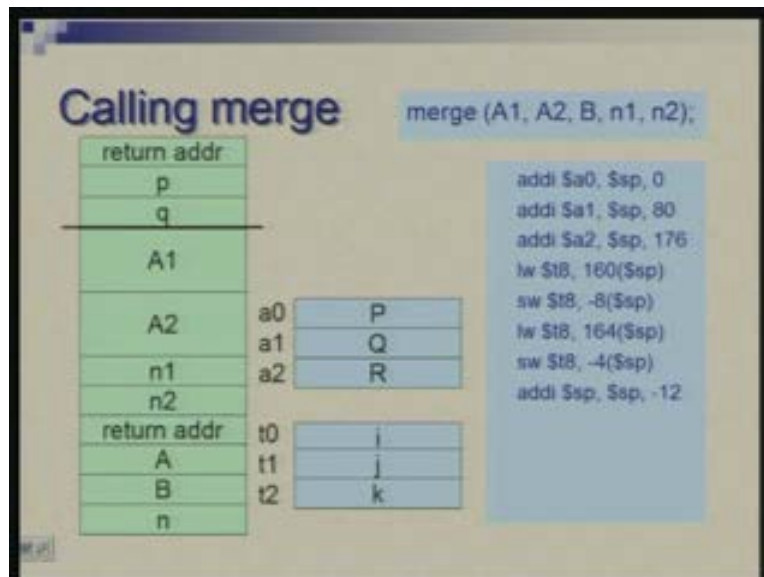 Calling merge
merge (A1, A2, B, n1, n2);
return addr
p
q
A1
A2
n1
n2
return addr
A
B
n
a0 P
a1 Q
a2 R
t0 i
t1 j
t2 k
addi $a0, $sp, 0
addi $a1, $sp, 80
addi $a2, $sp, 176
lw $t8, 160($sp)
sw $t8, -8($sp)
lw $t8, 164($sp)
sw $t8, -4($sp)
addi $sp, $sp, -12